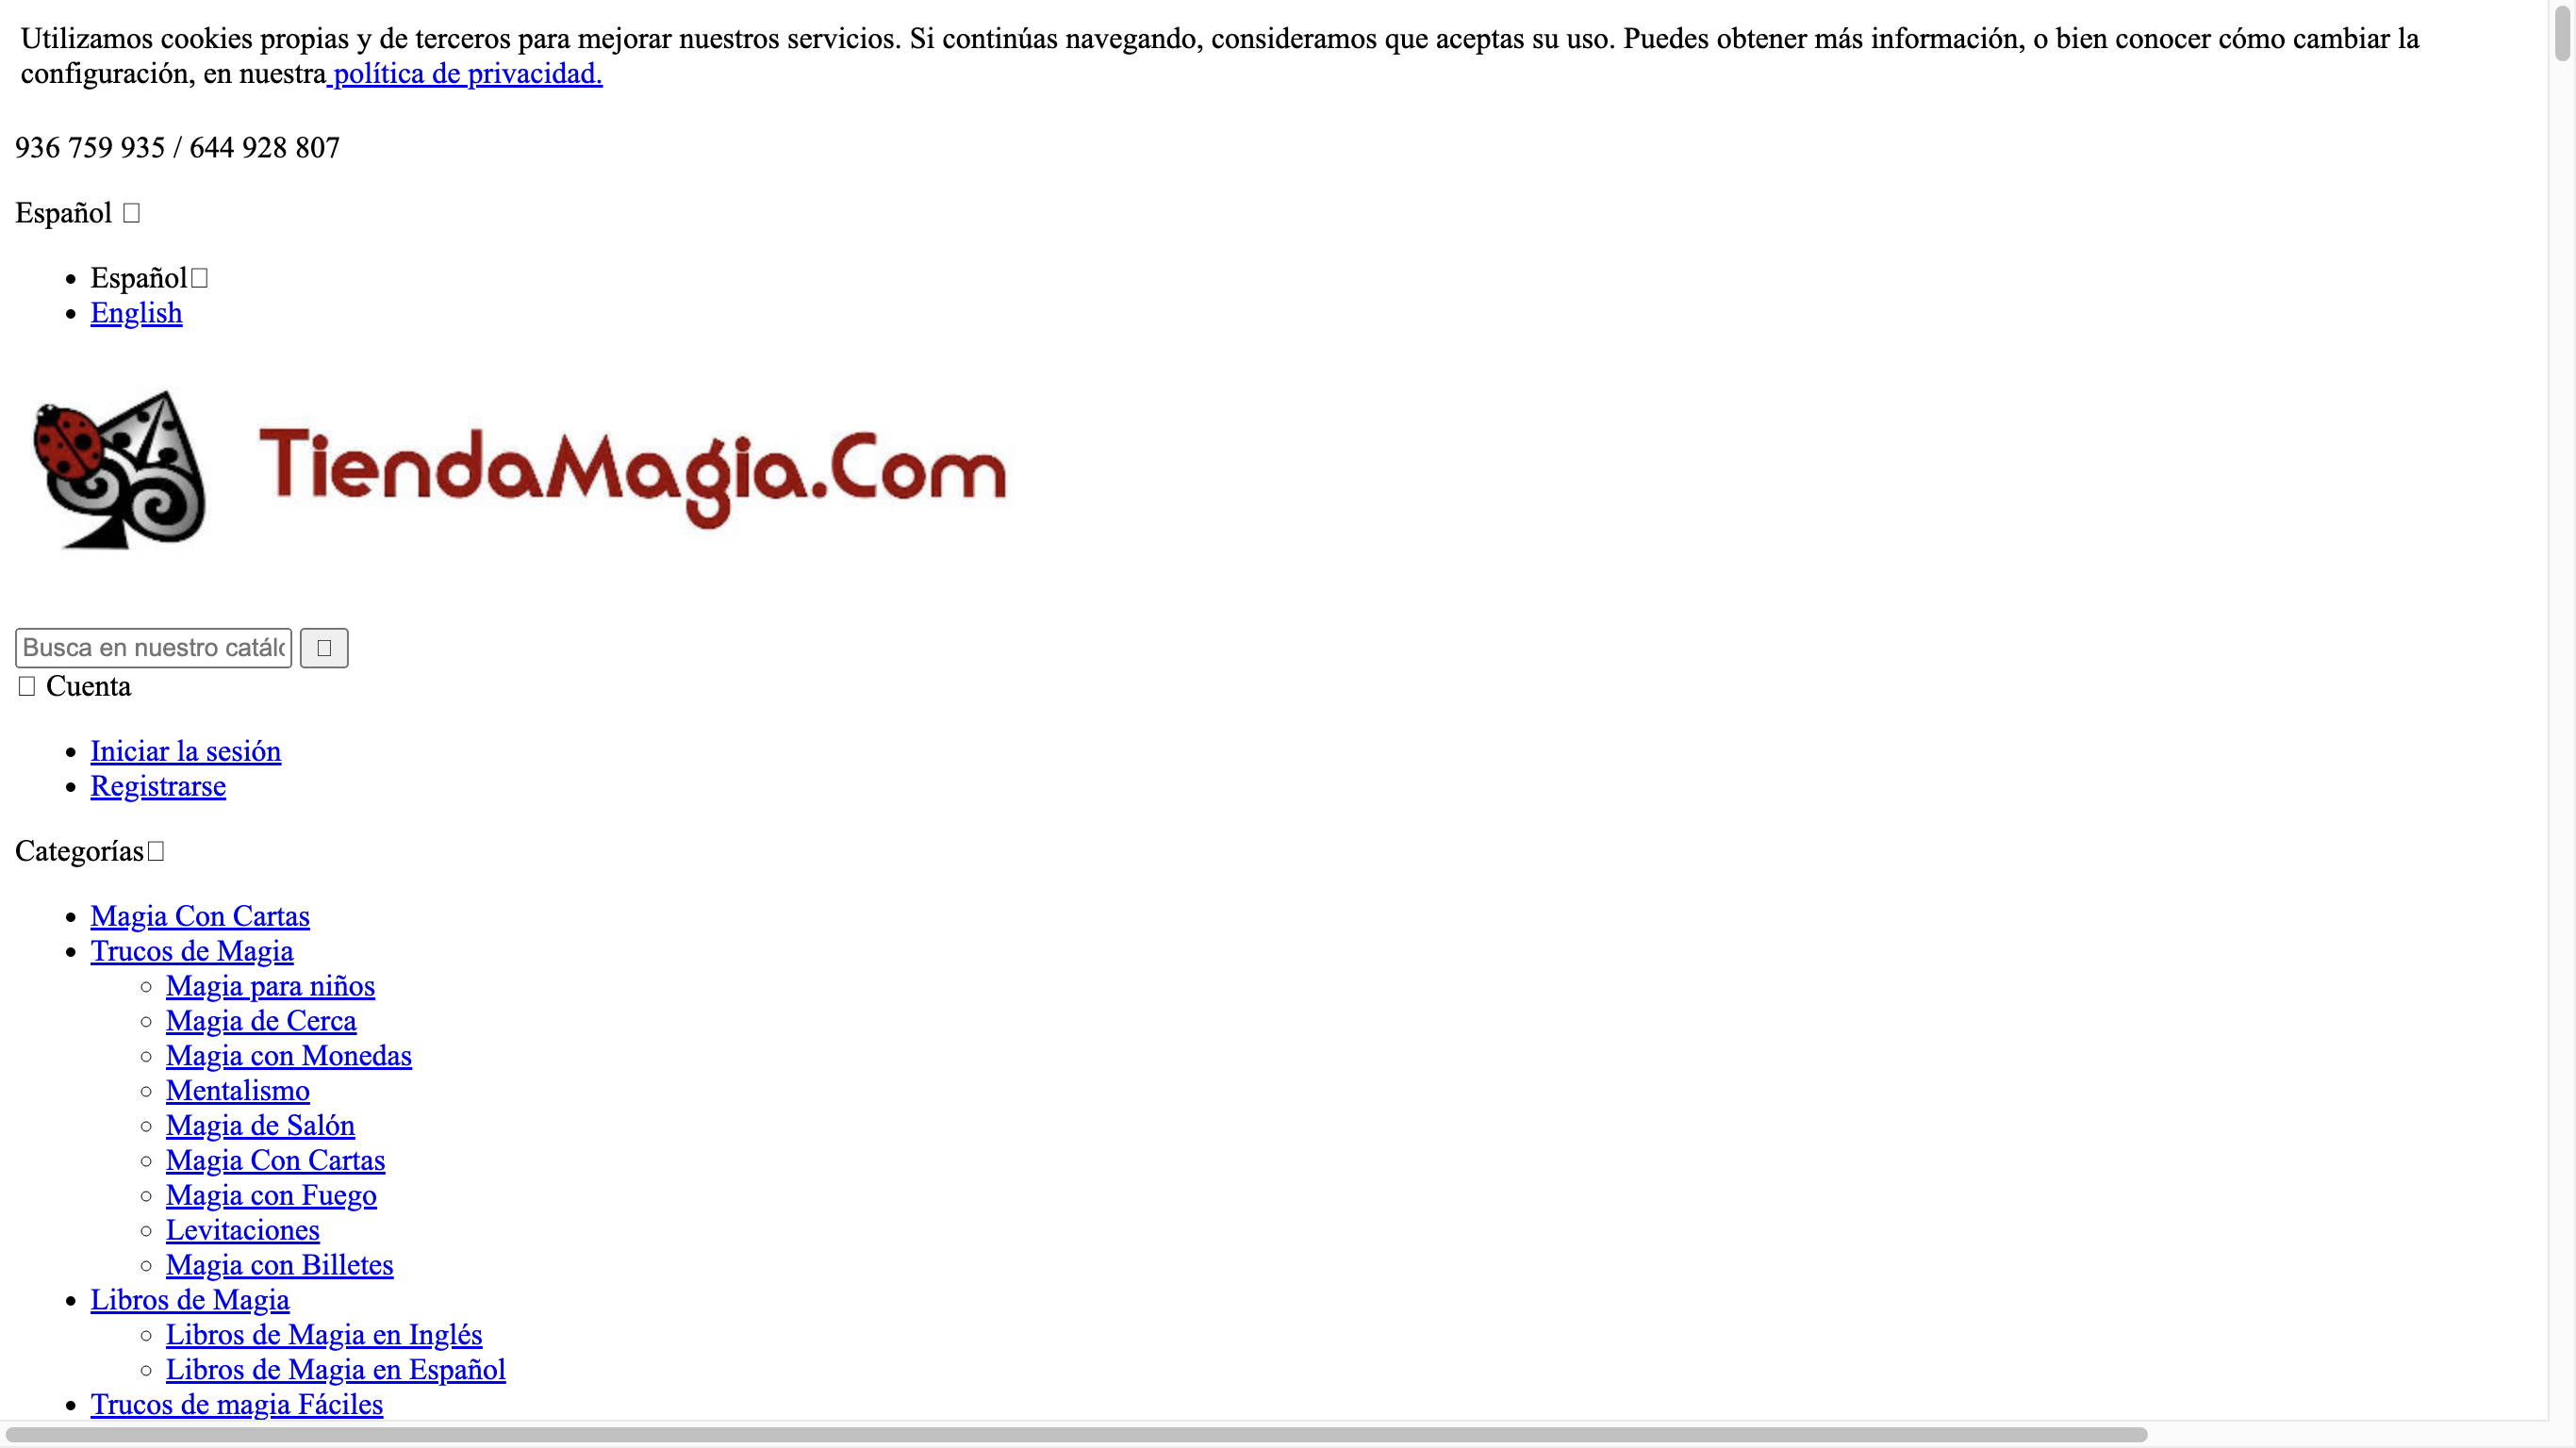 Utilizamos cookies propias y de terceros para mejorar nuestros servicios. Si continúas navegando, consideramos que aceptas su uso. Puedes obtener más información, o bien conocer cómo cambiar la
configuración, en nuestra política de privacidad.
936 759 935 / 644 928 807
Español
Español
English
TiendaMagia.Com
Busca en nuestro catálo
Cuenta
Iniciar la sesión
Registrarse
Categorías
Magia Con Cartas
Trucos de Magia
Magia para niños
Magia de Cerca
Magia con Monedas
Mentalismo
Magia de Salón
Magia Con Cartas
Magia con Fuego
Levitaciones
Magia con Billetes
Libros de Magia
Libros de Magia en Inglés
Libros de Magia en Español
Trucos de magia Fáciles